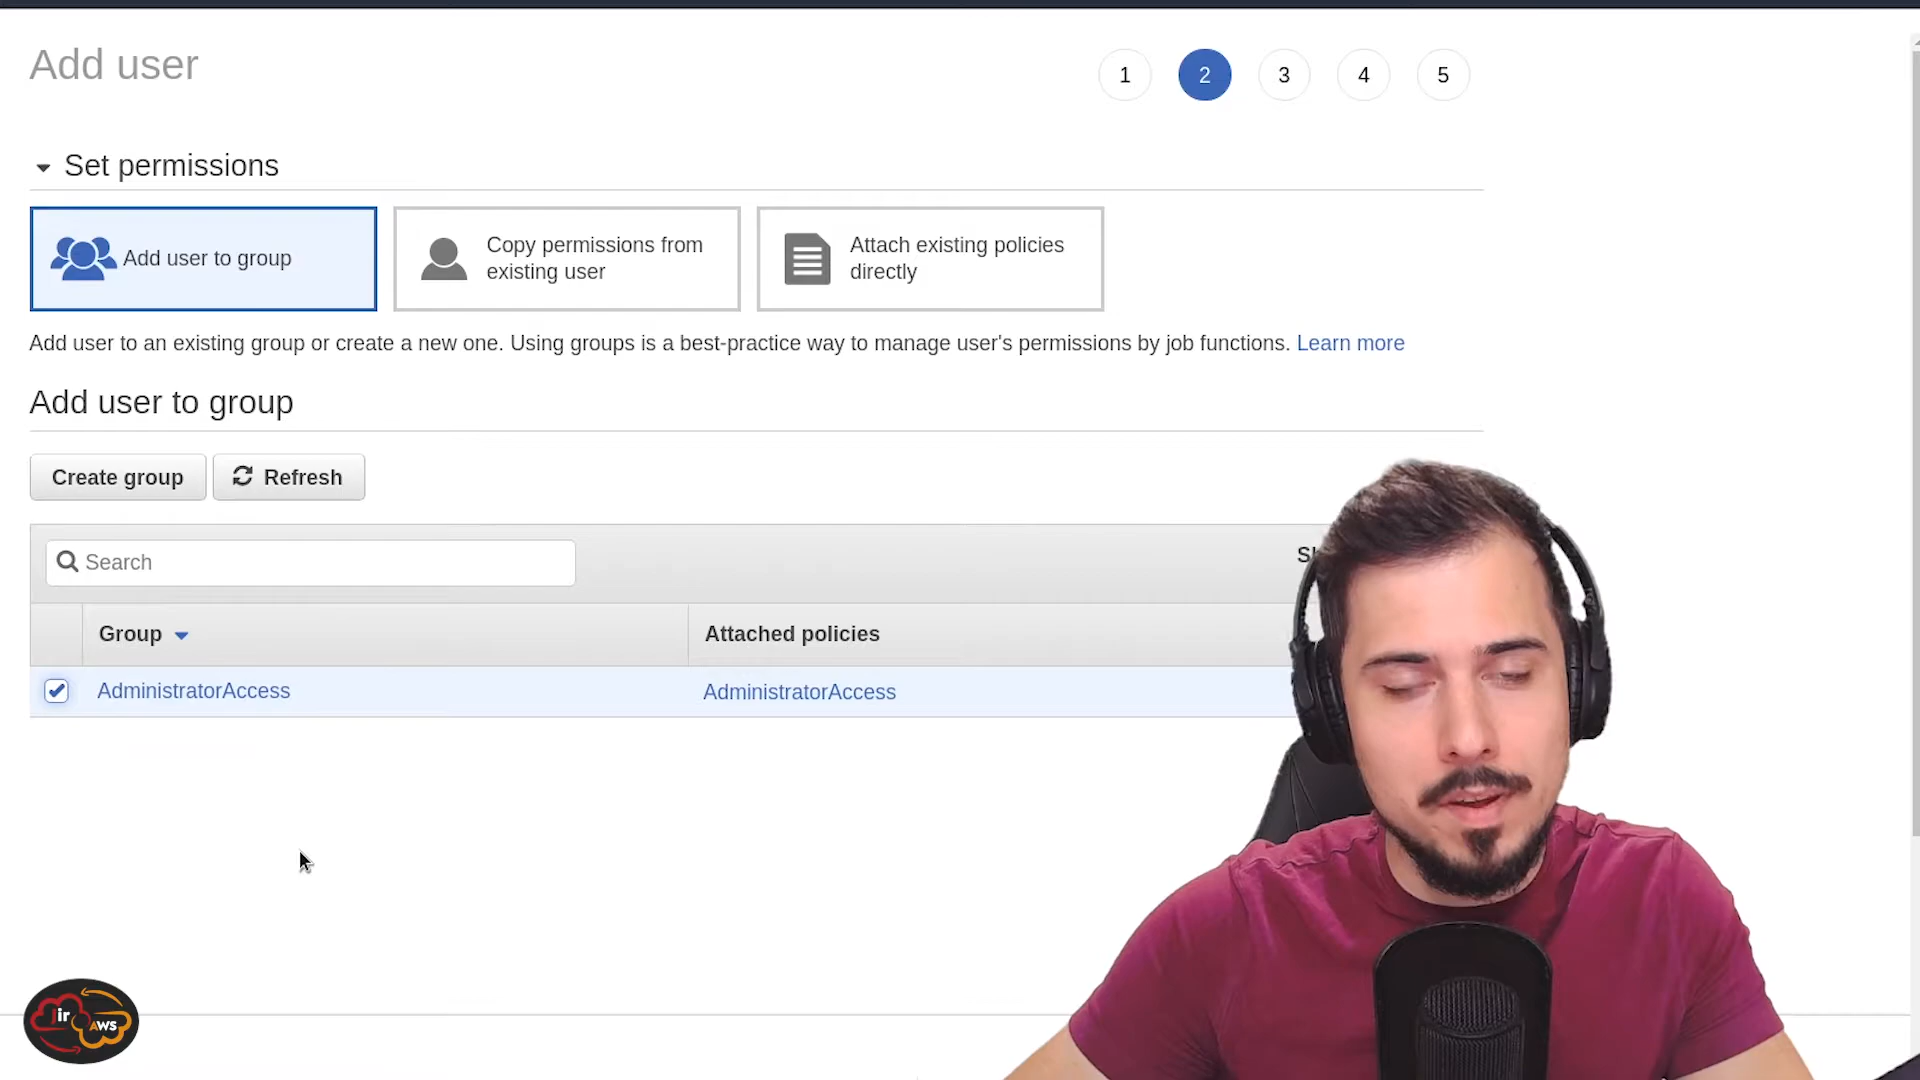 Add user
1 2 3 4 5
Set permissions
Add user to group
Copy permissions from
existing user
Attach existing policies
directly
Add user to an existing group or create a new one. Using groups is a best-practice way to manage user's permissions by job functions. Learn more
Add user to group
Create group
Refresh
Search
Group
Attached policies
AdministratorAccess
AdministratorAccess
Jir
AWS